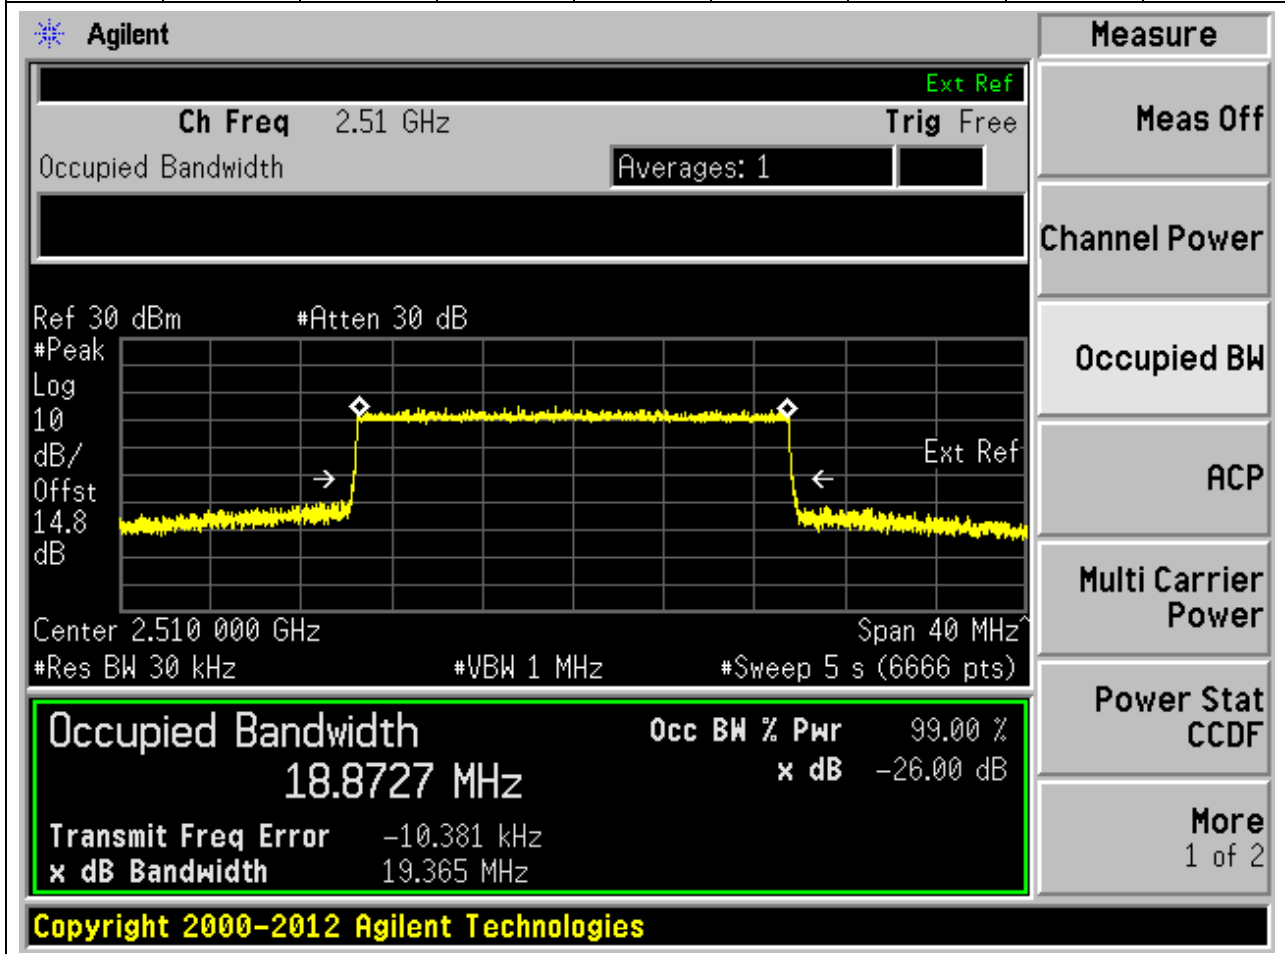 Agilent
Measure
Ext Ref
Ch Freq 2.51 GHz Trig Free
Meas Off
Occupied Bandwidth Averages: 1
Channel Power
Ref 30 dBm #Atten 30 dB
#Peak
Log
10
dB/
Offst
14.8
dB
Ext Ref
Occupied BW
ACP
Center 2.510 000 GHz Span 40 MHz^
#Res BW 30 kHz #VBW 1 MHz #Sweep 5 s (6666 pts)
Multi Carrier
Power
Occupied Bandwidth Occ BW % Pwr 99.00 %
18.8727 MHz x dB -26.00 dB
Transmit Freq Error -10.381 kHz
x dB Bandwidth 19.365 MHz
Power Stat
CCDF
More
1 of 2
Copyright 2000-2012 Agilent Technologies